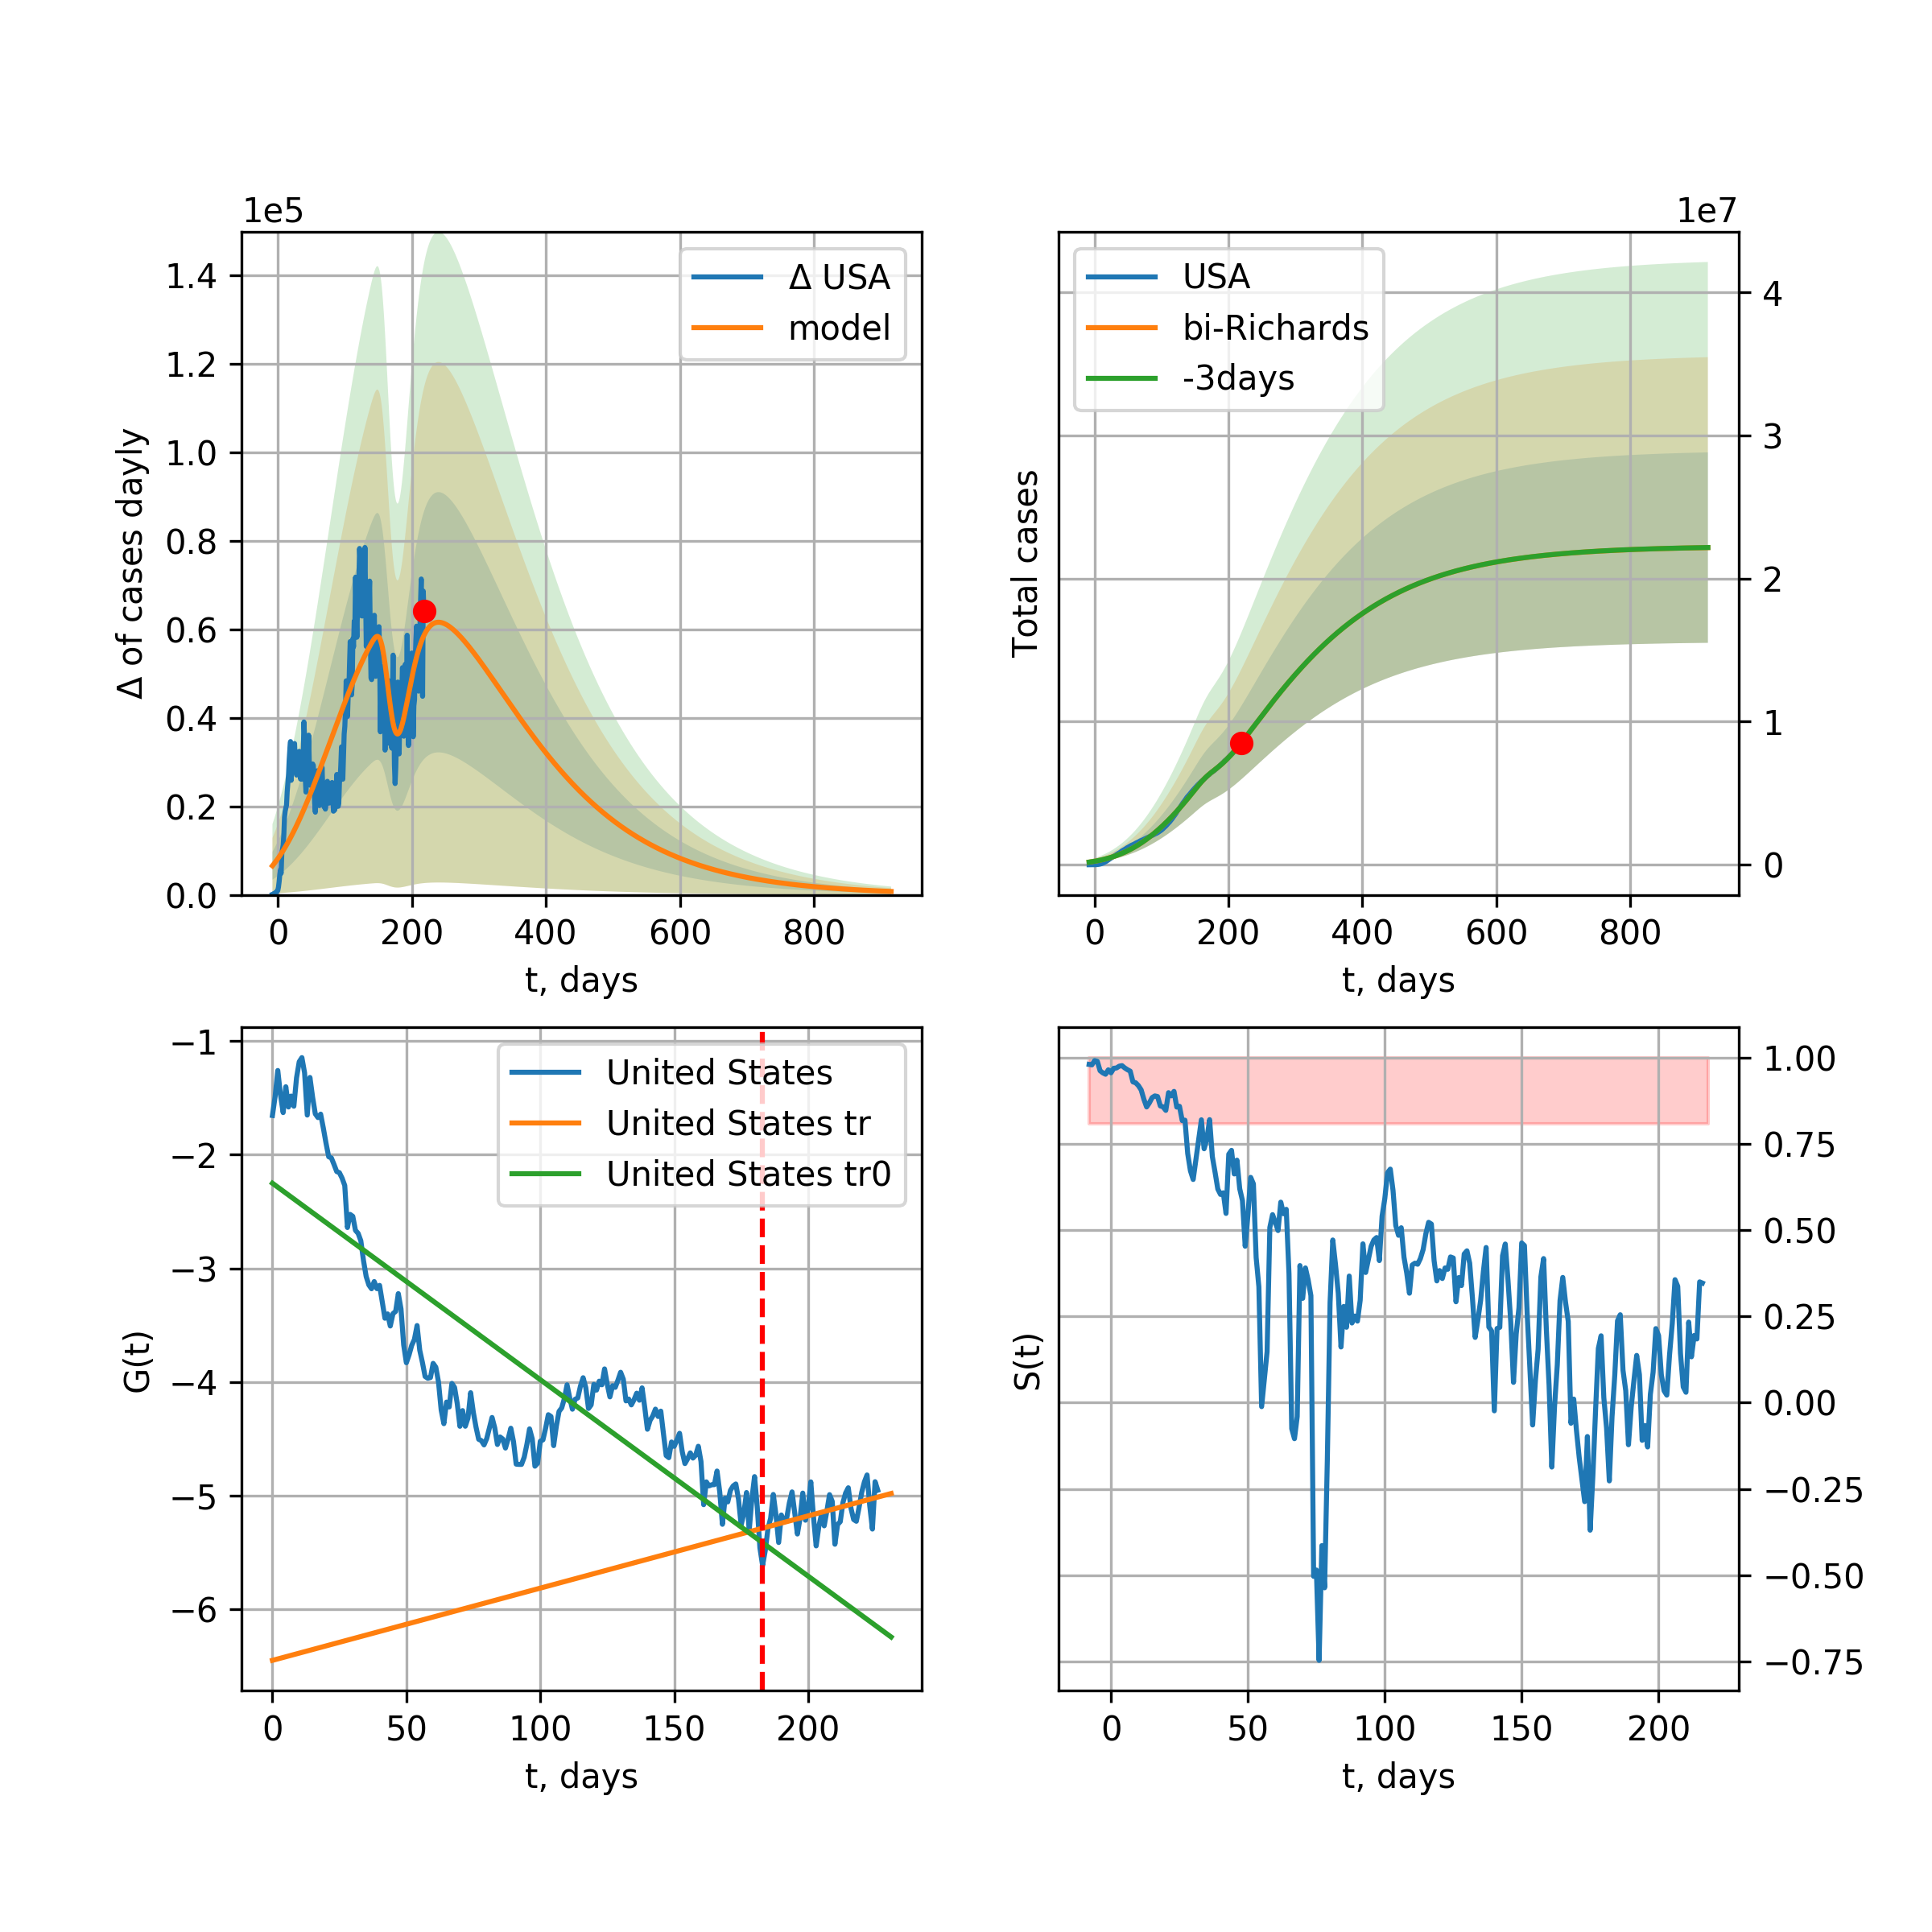 1e5
Δ of cases dayly
1.4
1.2
1.0
0.8
0.6
0.4
0.2
0.0
0 200 400 600 800
t, days
Δ USA
model
1e7
Total cases
USA
bi-Richards
-3days
4
3
2
1
0
0 200 400 600 800
t, days
G(t)
−1
−2
−3
−4
−5
−6
0 50 100 150 200
t, days
United States
United States tr
United States tr0
S(t)
1.00
0.75
0.50
0.25
0.00
−0.25
−0.50
−0.75
0 50 100 150 200
t, days